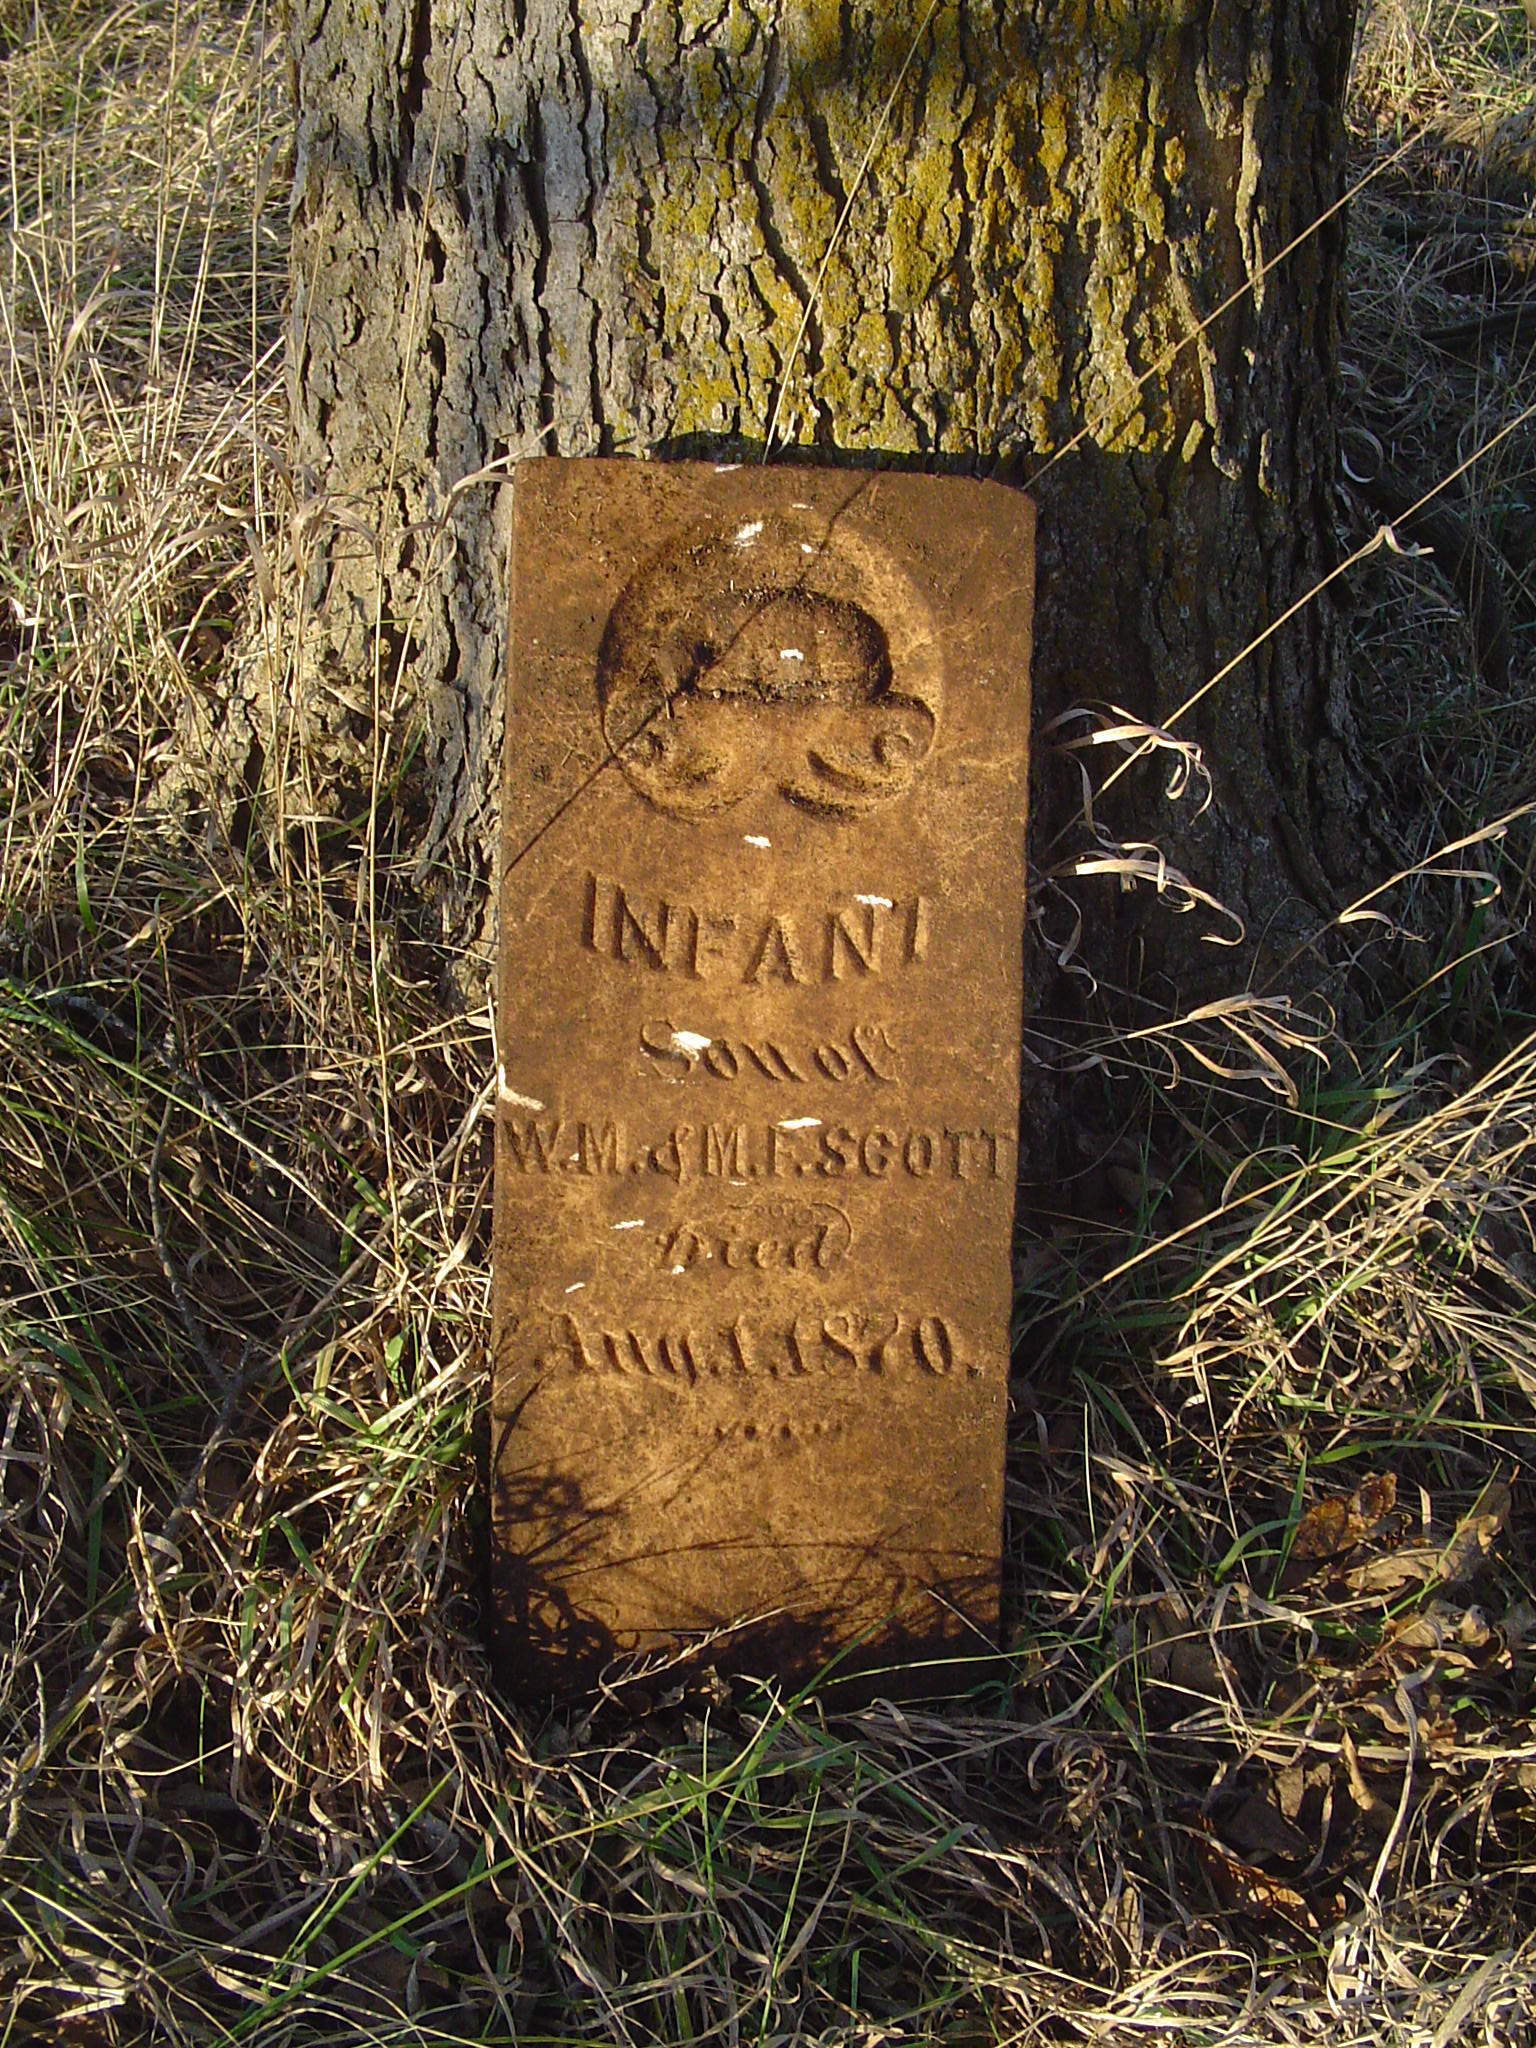 INFANT
Son of
W.M. & M.F. SCOTT
Died
Aug. 1. 1870.